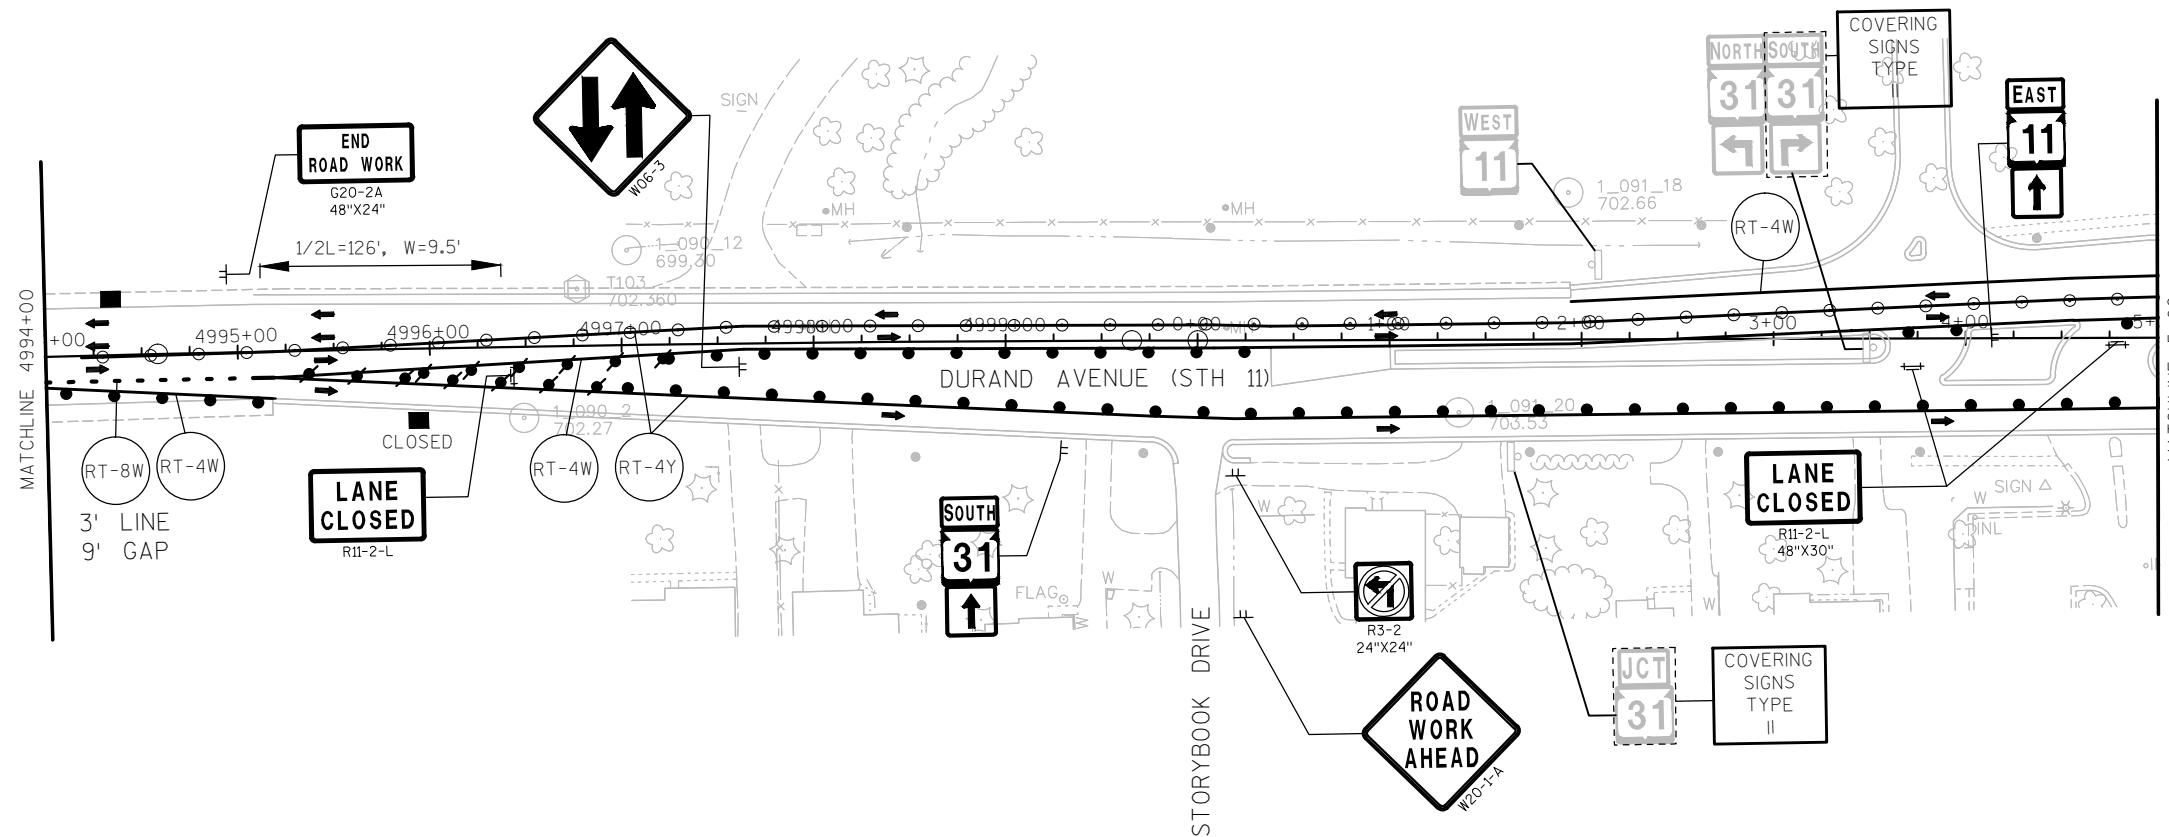 COVERING
SIGNS
TYPE
II
NORTH
31
SOUTH
31
EAST
11
WEST
11
END
ROAD WORK
G20-2A
48"X24"
W06-3
SIGN
MH
MH
1_091_18
702.66
RT-4W
1/2L=126', W=9.5'
1_090_12
699.30
T103
702.360
MATCHLINE 4994+00
+00
4995+00
4996+00
4997+00
4998+00
4999+00
0+00
MH
1+00
2+00
3+00
4+00
5+
DURAND AVENUE (STH 11)
CLOSED
1_090_2
702.27
1_091_20
703.53
RT-8W
RT-4W
RT-4W
RT-4Y
3' LINE
9' GAP
LANE
CLOSED
R11-2-L
SOUTH
31
FLAG
W
W
W
W
STORYBOOK DRIVE
R3-2
24"X24"
ROAD
WORK
AHEAD
W20-1-A
JCT
31
COVERING
SIGNS
TYPE
II
LANE
CLOSED
R11-2-L
48"X30"
SIGN
W
INL